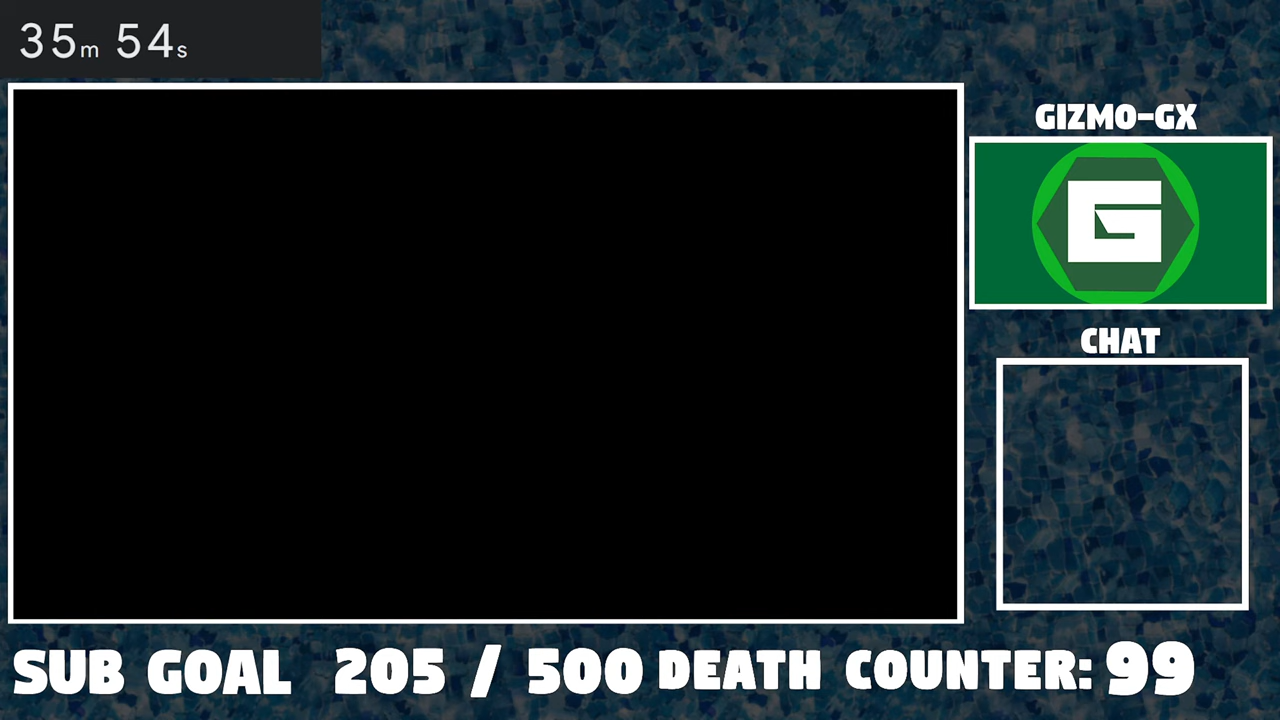 35m 54s
GIZMO-GX
G
CHAT
SUB GOAL 205 / 500 DEATH COUNTER: 99